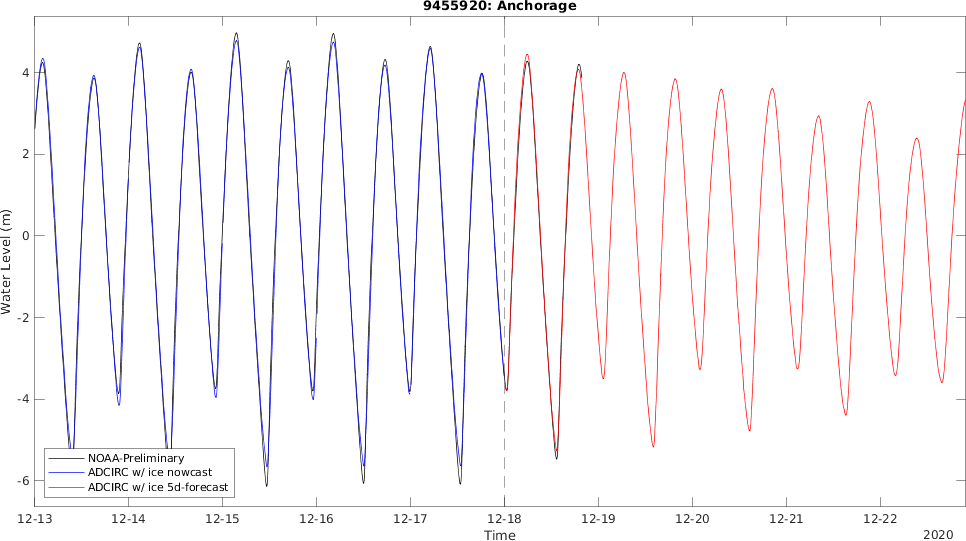 9455920: Anchorage
4
2
0
-2
-4
-6
Water Level (m)
NOAA-Preliminary
ADCIRC w/ ice nowcast
ADCIRC w/ ice 5d-forecast
12-13 12-14 12-15 12-16 12-17 12-18 12-19 12-20 12-21 12-22
Time
2020